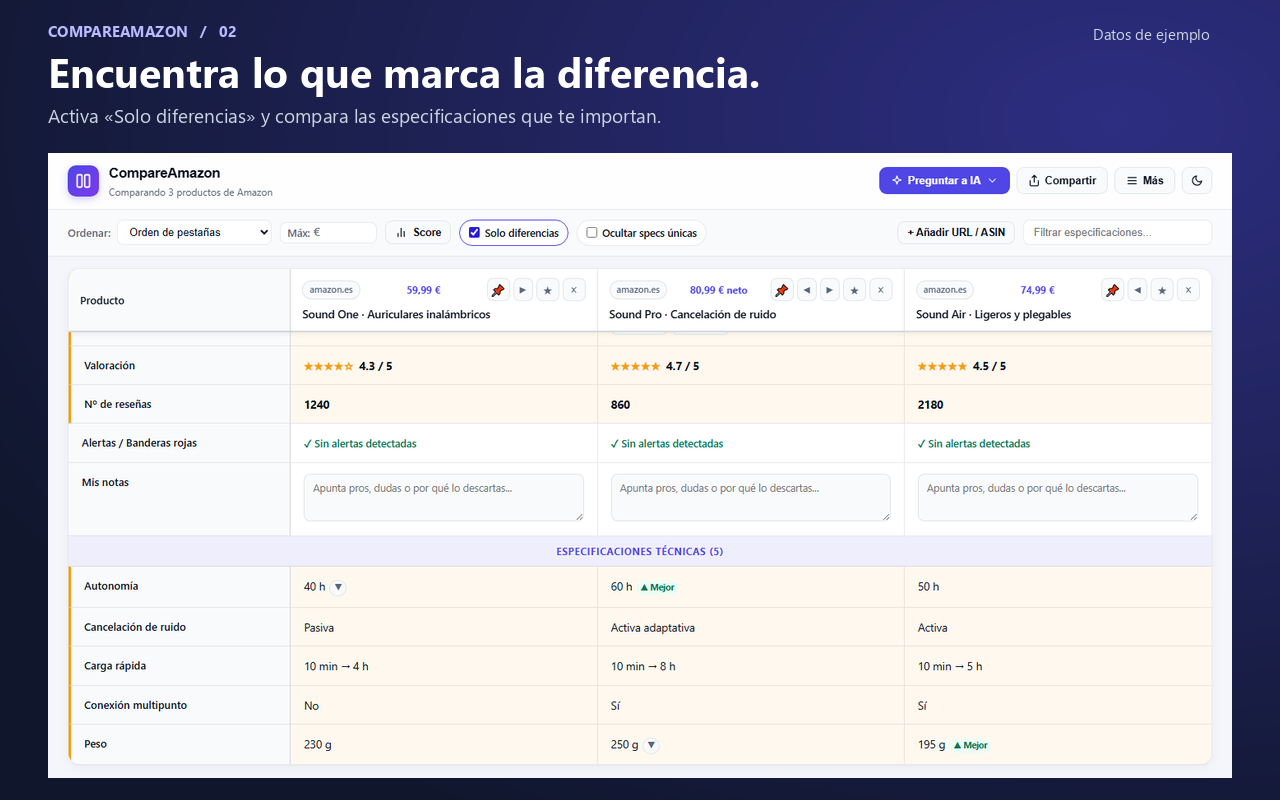 COMPAREAMAZON / 02
Datos de ejemplo
Encuentra lo que marca la diferencia.
Activa «Solo diferencias» y compara las especificaciones que te importan.
CompareAmazon
Comparando 3 productos de Amazon
Preguntar a IA
Compartir
Más
Ordenar: Orden de pestañas
Máx: €
Score
Solo diferencias
Ocultar specs únicas
+ Añadir URL / ASIN
Filtrar especificaciones...
Producto
amazon.es 59,99 € ▶ ★ x
Sound One · Auriculares inalámbricos
amazon.es 80,99 € neto ◀ ▶ ★ x
Sound Pro · Cancelación de ruido
amazon.es 74,99 € ◀ ★ x
Sound Air · Ligeros y plegables
Valoración ★★★★☆ 4.3 / 5 ★★★★★ 4.7 / 5 ★★★★★ 4.5 / 5
Nº de reseñas 1240 860 2180
Alertas / Banderas rojas ✓ Sin alertas detectadas ✓ Sin alertas detectadas ✓ Sin alertas detectadas
Mis notas Apunta pros, dudas o por qué lo descartas... Apunta pros, dudas o por qué lo descartas... Apunta pros, dudas o por qué lo descartas...
ESPECIFICACIONES TÉCNICAS (5)
Autonomía 40 h ▼ 60 h ▲ Mejor 50 h
Cancelación de ruido Pasiva Activa adaptativa Activa
Carga rápida 10 min → 4 h 10 min → 8 h 10 min → 5 h
Conexión multipunto No Sí Sí
Peso 230 g 250 g ▼ 195 g ▲ Mejor